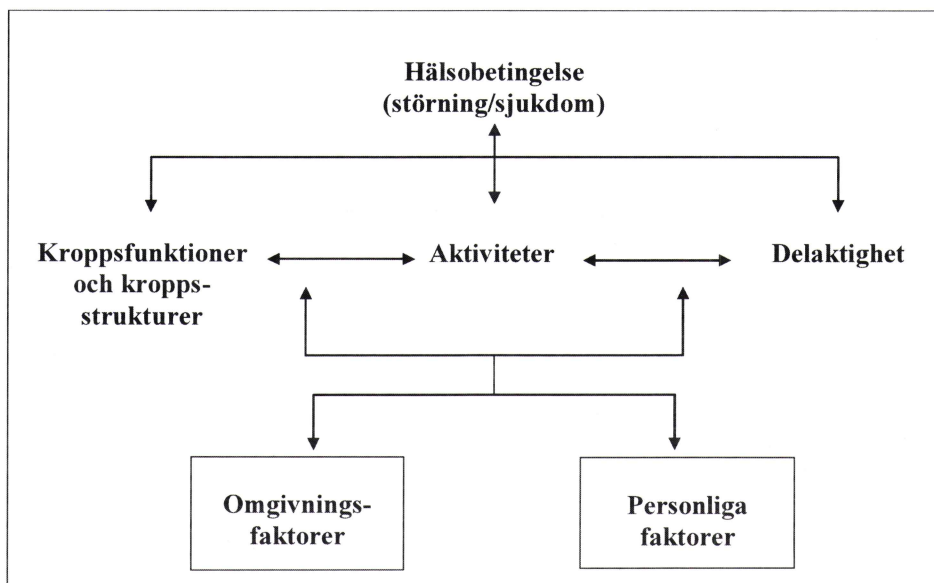 Hälsobetingelse
(störning/sjukdom)
Kroppsfunktioner
och kropps-
strukturer
Aktiviteter
Delaktighet
Omgivnings-
faktorer
Personliga
faktorer